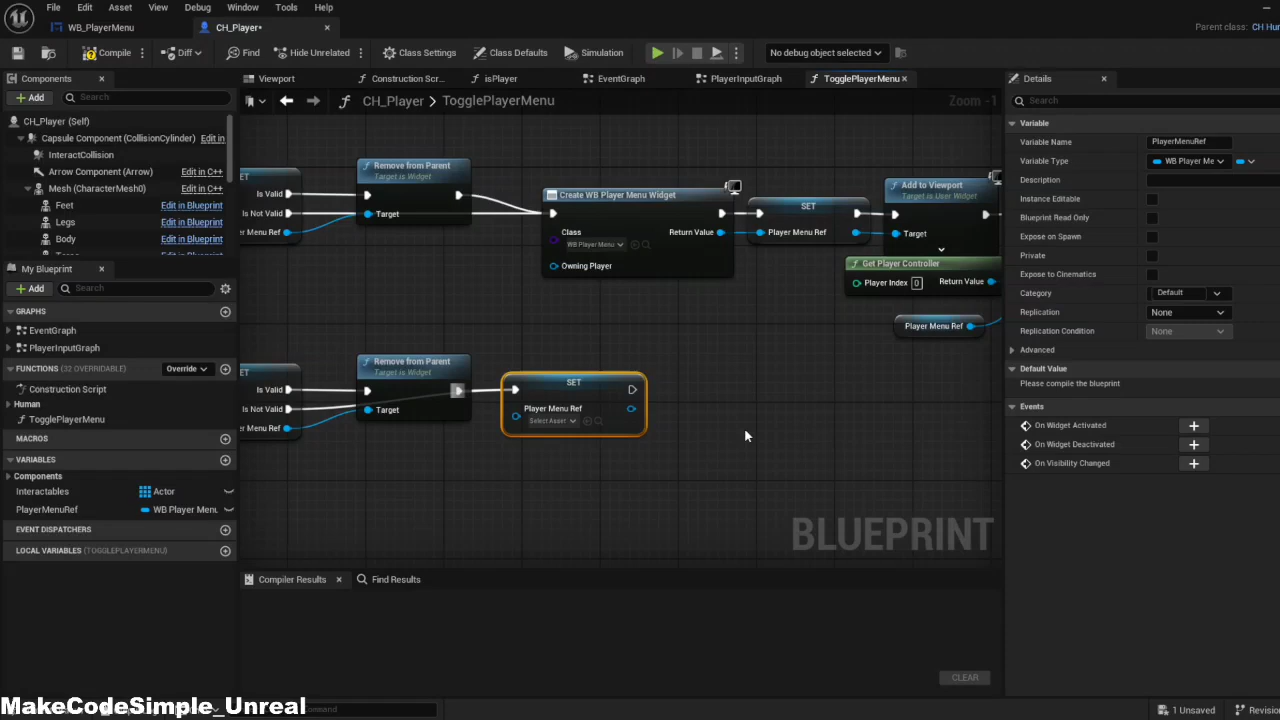 File Edit Asset View Debug Window Tools Help
WB_PlayerMenu
CH_Player•
Parent class: CH Hum
Compile
Diff
Find
Hide Unrelated
Class Settings
Class Defaults
Simulation
No debug object selected
Components
Viewport
Construction Scr...
isPlayer
EventGraph
PlayerInputGraph
TogglePlayerMenu
Details
Add
Search
CH_Player > TogglePlayerMenu
Zoom -1
Search
CH_Player (Self)
Capsule Component (CollisionCylinder) Edit in
InteractCollision
Arrow Component (Arrow) Edit in C++
Mesh (CharacterMesh0) Edit in C++
Feet Edit in Blueprint
Legs Edit in Blueprint
Body Edit in Blueprint
Edit in Blueprint
My Blueprint
Add
Search
GRAPHS
EventGraph
PlayerInputGraph
FUNCTIONS (32 OVERRIDABLE) Override
Construction Script
Human
TogglePlayerMenu
MACROS
VARIABLES
Components
Interactables Actor
PlayerMenuRef WB Player Menu
EVENT DISPATCHERS
LOCAL VARIABLES (TOGGLEPLAYERMENU)
ET
Is Valid
Is Not Valid
er Menu Ref
Remove from Parent
Target is Widget
Target
Create WB Player Menu Widget
Class
WB Player Menu
Return Value
Owning Player
SET
Player Menu Ref
Add to Viewport
Target is User Widget
Target
Get Player Controller
Player Index 0
Return Value
Player Menu Ref
ET
Is Valid
Is Not Valid
er Menu Ref
Remove from Parent
Target is Widget
Target
SET
Player Menu Ref
Select Asset
BLUEPRINT
Compiler Results
Find Results
CLEAR
Variable
Variable Name PlayerMenuRef
Variable Type WB Player Me
Description
Instance Editable
Blueprint Read Only
Expose on Spawn
Private
Expose to Cinematics
Category Default
Replication None
Replication Condition None
Advanced
Default Value
Please compile the blueprint
Events
On Widget Activated
On Widget Deactivated
On Visibility Changed
MakeCodeSimple_Unreal
ommand
1 Unsaved
Revision